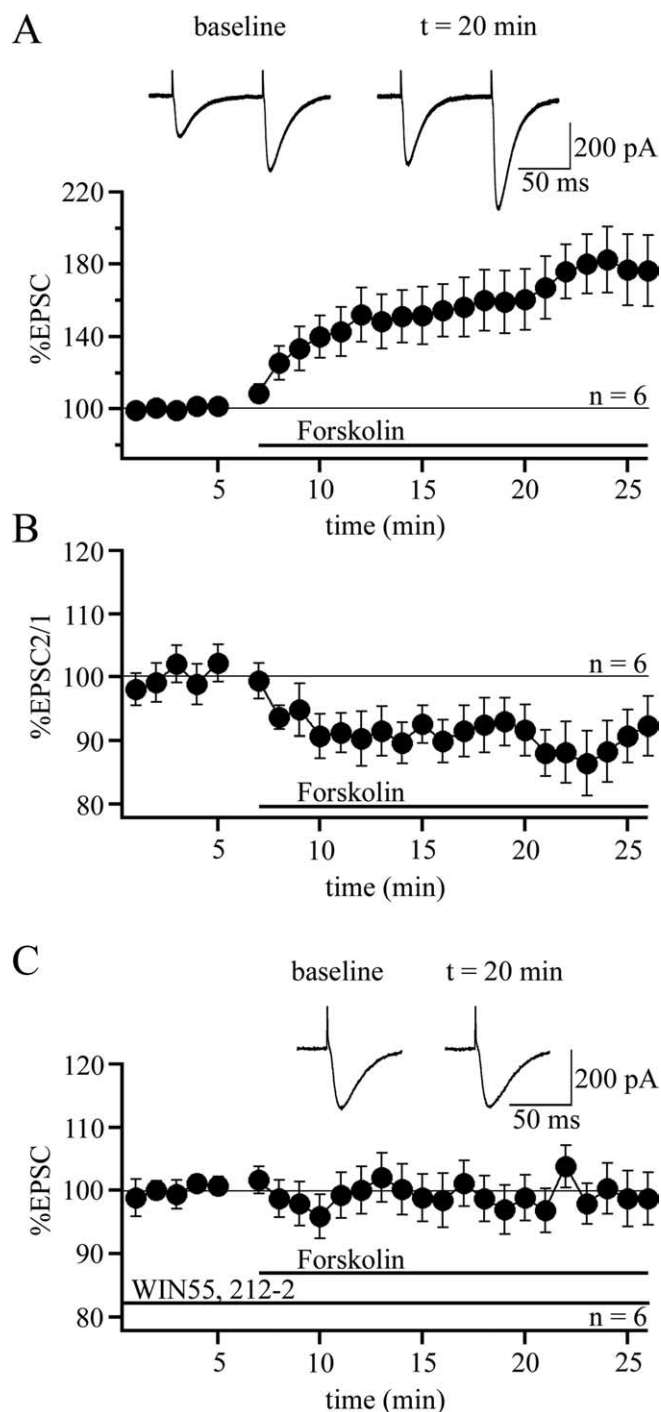 A
baseline t = 20 min
200 pA
50 ms
220
180
140
100
%EPSC
n = 6
Forskolin
5 10 15 20 25
time (min)
B
120
110
100
90
80
%EPSC2/1
n = 6
Forskolin
5 10 15 20 25
time (min)
C
baseline t = 20 min
200 pA
50 ms
120
110
100
90
80
%EPSC
Forskolin
WIN55, 212-2
n = 6
5 10 15 20 25
time (min)